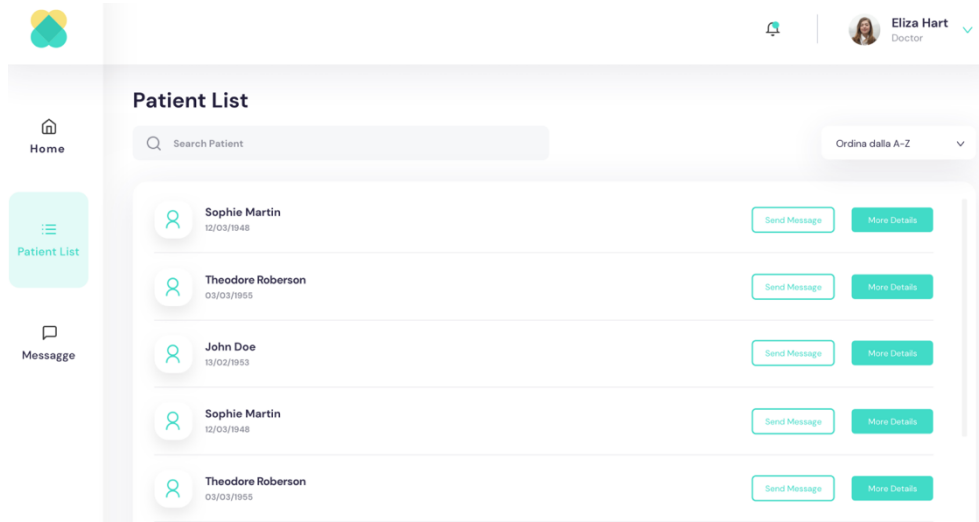 Eliza Hart
Doctor
Patient List
Home
Search Patient
Ordina dalla A-Z
Patient List
Messagge
Sophie Martin
12/03/1948
Send Message
More Details
Theodore Roberson
03/03/1955
Send Message
More Details
John Doe
13/02/1953
Send Message
More Details
Sophie Martin
12/03/1948
Send Message
More Details
Theodore Roberson
03/03/1955
Send Message
More Details